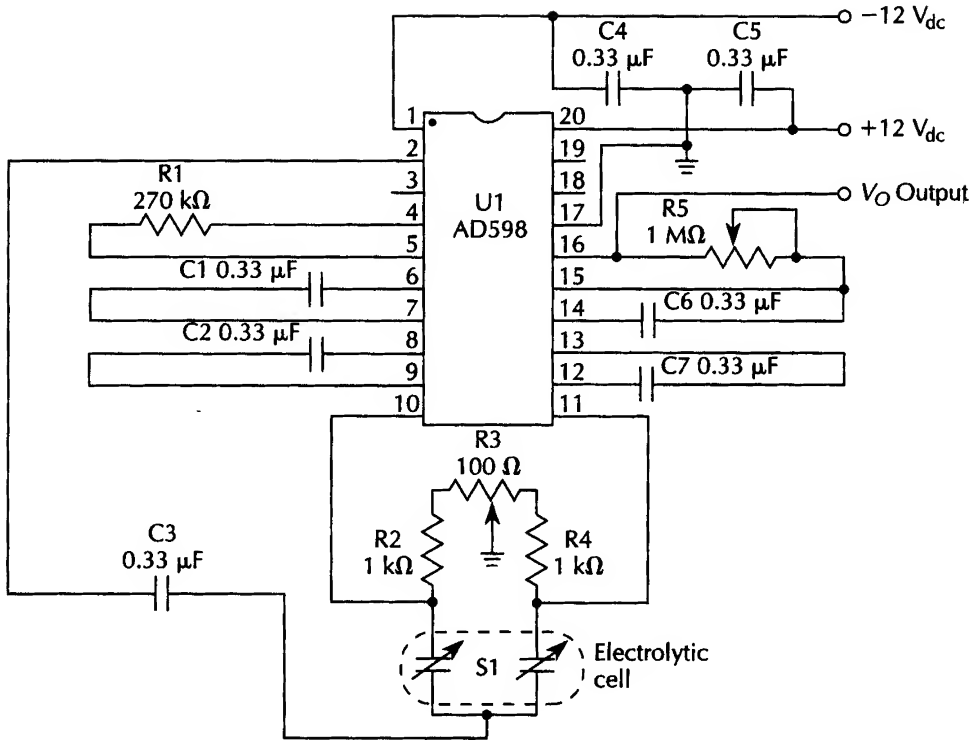 −12 Vdc
C4
0.33 µF
C5
0.33 µF
+12 Vdc
VO Output
1
2
3
4
5
6
7
8
9
10
U1
AD598
20
19
18
17
16
15
14
13
12
11
R1
270 kΩ
C1 0.33 µF
C2 0.33 µF
R5
1 MΩ
C6 0.33 µF
C7 0.33 µF
R3
100 Ω
R2
1 kΩ
R4
1 kΩ
C3
0.33 µF
S1
Electrolytic
cell